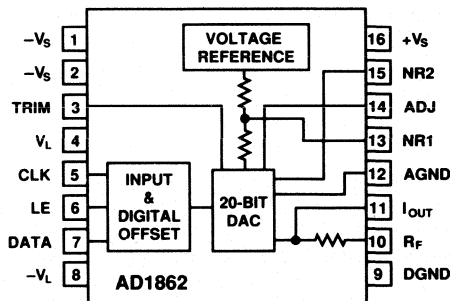 −VS 1
−VS 2
TRIM 3
VL 4
CLK 5
LE 6
DATA 7
−VL 8
VOLTAGE
REFERENCE
INPUT
&
DIGITAL
OFFSET
20-BIT
DAC
AD1862
16 +VS
15 NR2
14 ADJ
13 NR1
12 AGND
11 IOUT
10 RF
9 DGND